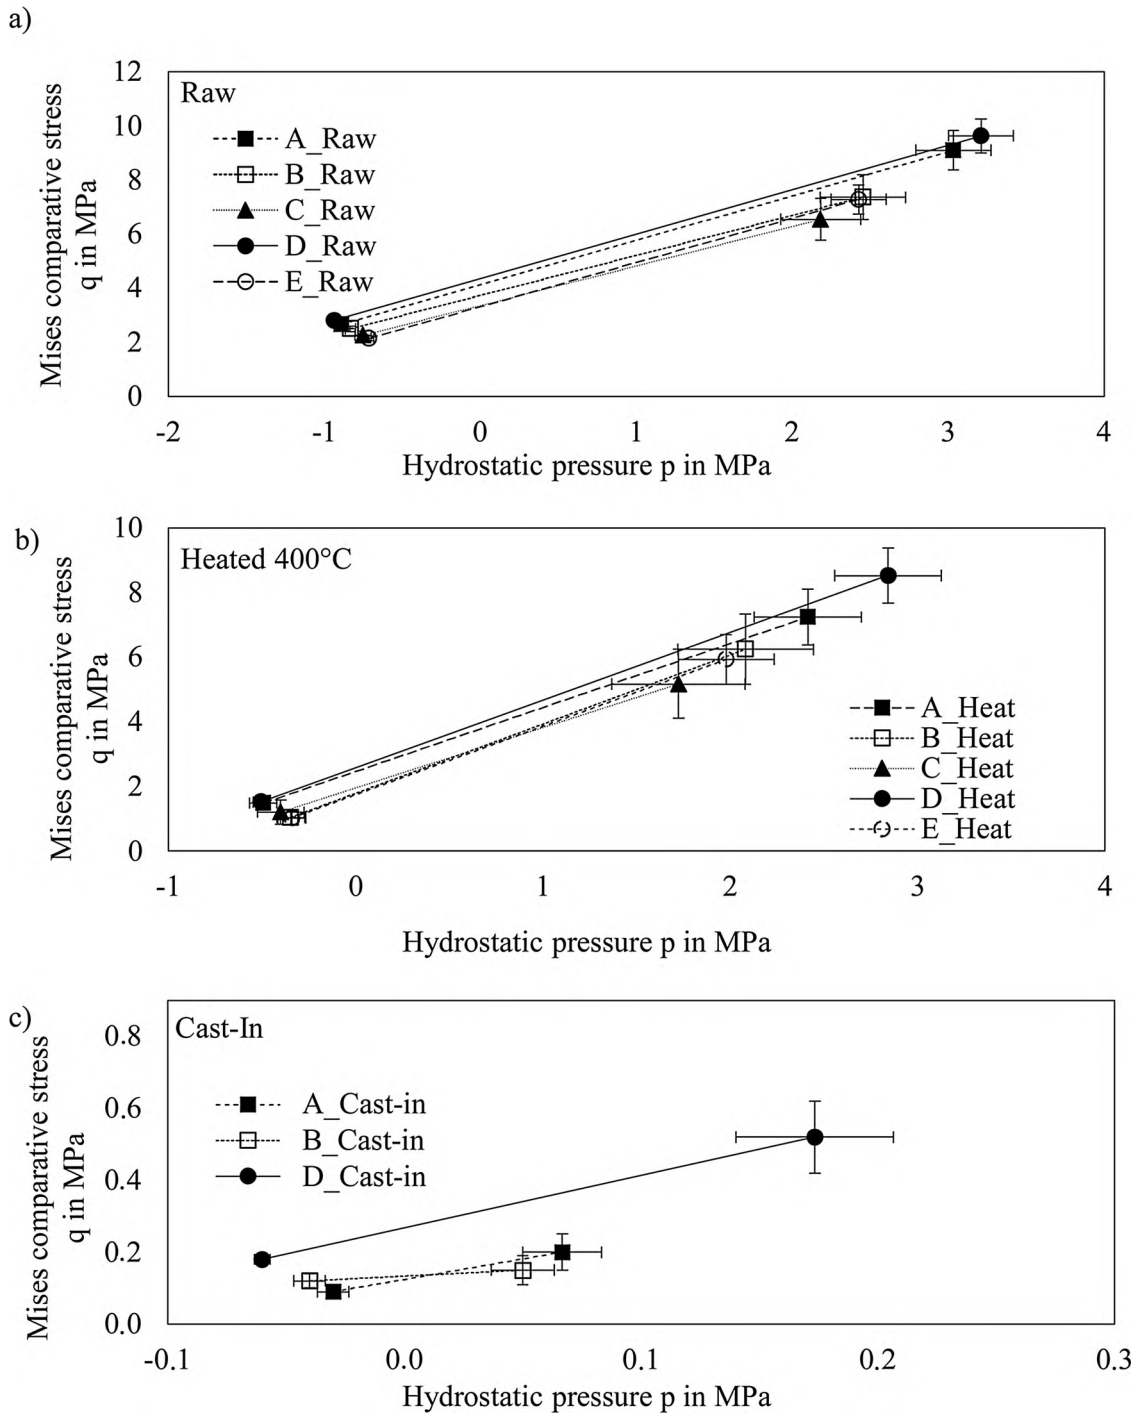 a)
Mises comparative stress
q in MPa
12
10
8
6
4
2
0
Raw
A_Raw
B_Raw
C_Raw
D_Raw
E_Raw
-2
-1
0
1
2
3
4
Hydrostatic pressure p in MPa
b)
Mises comparative stress
q in MPa
10
8
6
4
2
0
Heated 400°C
A_Heat
B_Heat
C_Heat
D_Heat
E_Heat
-1
0
1
2
3
4
Hydrostatic pressure p in MPa
c)
Mises comparative stress
q in MPa
0.8
0.6
0.4
0.2
0.0
Cast-In
A_Cast-in
B_Cast-in
D_Cast-in
-0.1
0.0
0.1
0.2
0.3
Hydrostatic pressure p in MPa